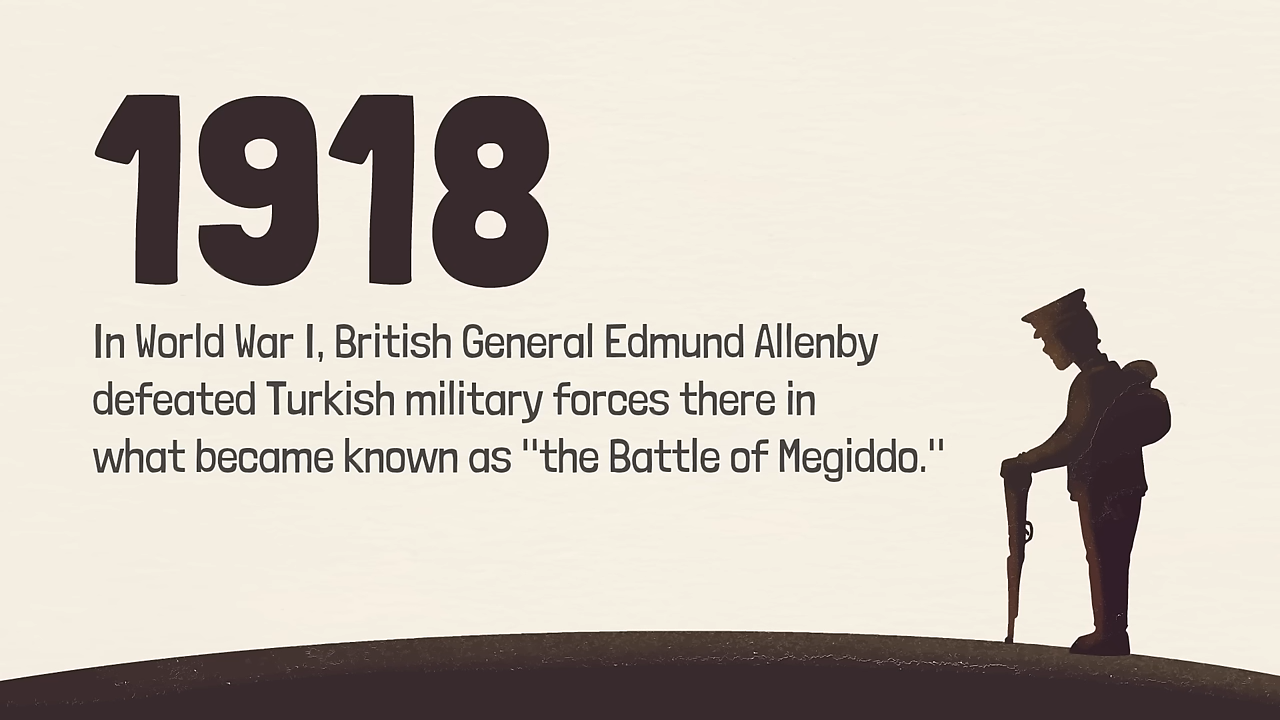 1918
In World War I, British General Edmund Allenby
defeated Turkish military forces there in
what became known as "the Battle of Megiddo."